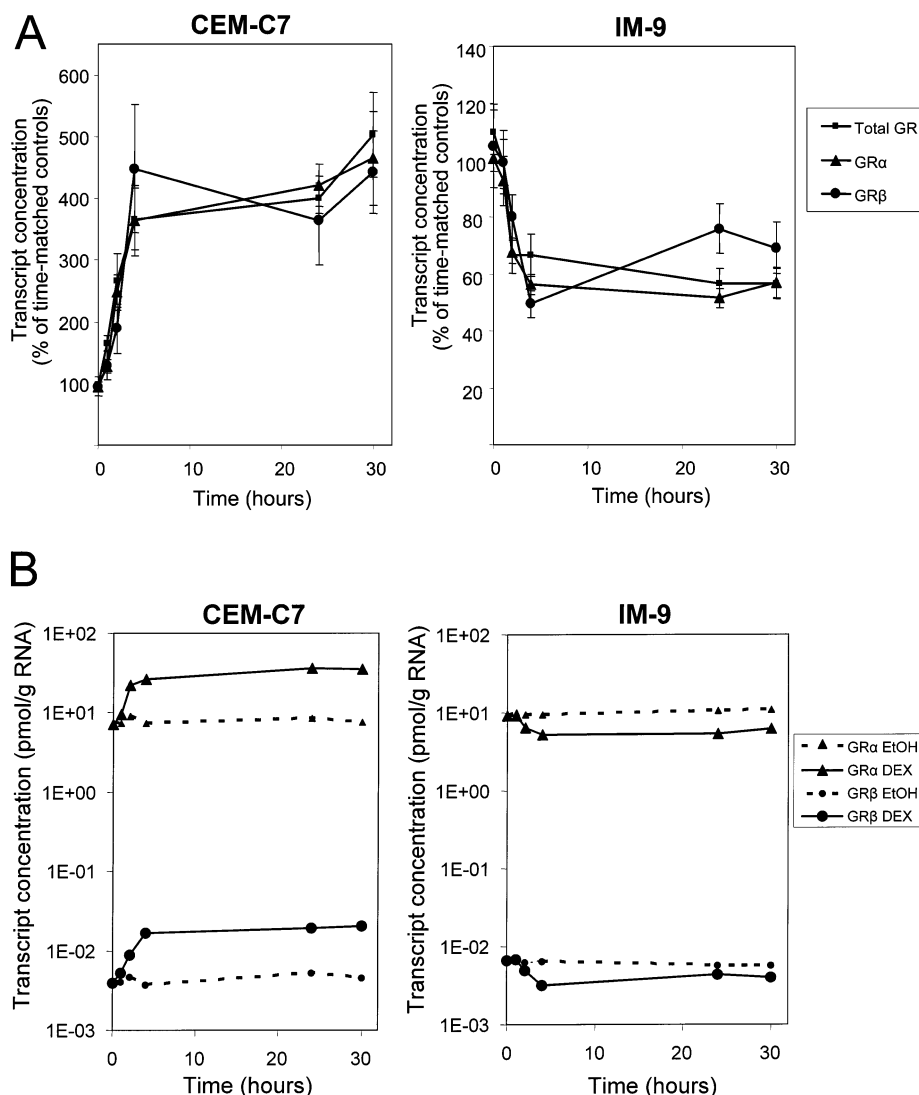 A
CEM-C7
IM-9
Transcript concentration
(% of time-matched controls)
600
500
400
300
200
100
0
10
20
30
Time (hours)
Transcript concentration
(% of time-matched controls)
140
120
100
80
60
40
20
0
10
20
30
Time (hours)
Total GR
GRα
GRβ
B
CEM-C7
IM-9
Transcript concentration (pmol/g RNA)
1E+02
1E+01
1E+00
1E-01
1E-02
1E-03
0
10
20
30
Time (hours)
Transcript concentration (pmol/g RNA)
1E+02
1E+01
1E+00
1E-01
1E-02
1E-03
0
10
20
30
Time (hours)
GRα EtOH
GRα DEX
GRβ EtOH
GRβ DEX